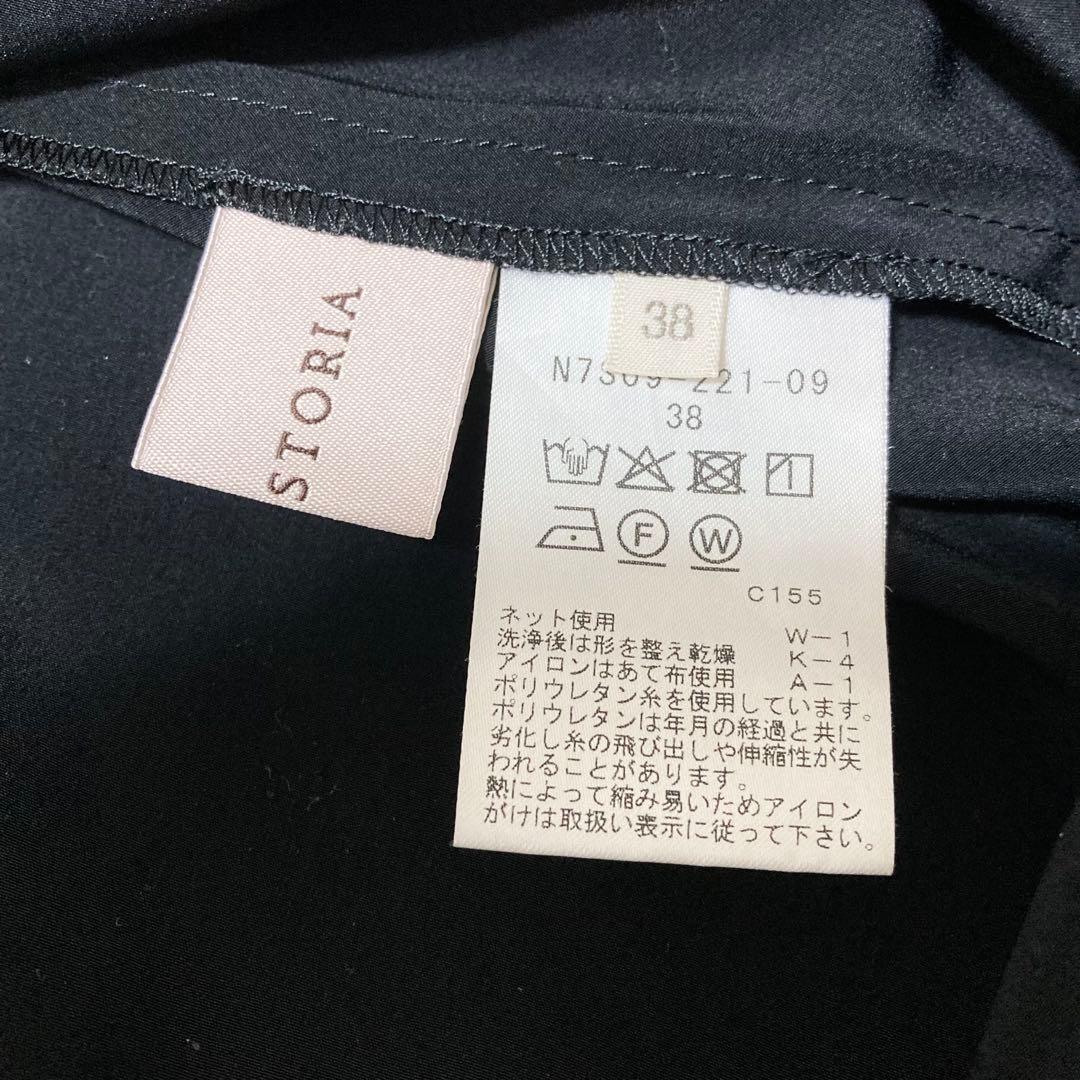 STORIA
38
221-09
38
F
W
C155
ネット使用 W-1
洗浄後は形を整え乾燥 K-4
アイロンはあて布使用 A-1
ポリウレタン糸を使用しています。
ポリウレタンは年月の経過と共に
劣化し糸の飛び出しや伸縮性が失
われることがあります。
熱によって縮み易いためアイロン
がけは取扱い表示に従って下さい。